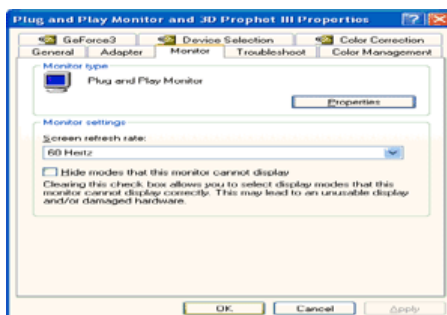 Plug and Play Monitor and 3D Prophet III Properties
GeForce3 Device Selection Color Correction
General Adapter Monitor Troubleshoot Color Management
Monitor type
Plug and Play Monitor
Properties
Monitor settings
Screen refresh rate:
60 Hertz
Hide modes that this monitor cannot display
Clearing this check box allows you to select display modes that this
monitor cannot display correctly. This may lead to an unusable display
and/or damaged hardware.
OK Cancel Apply